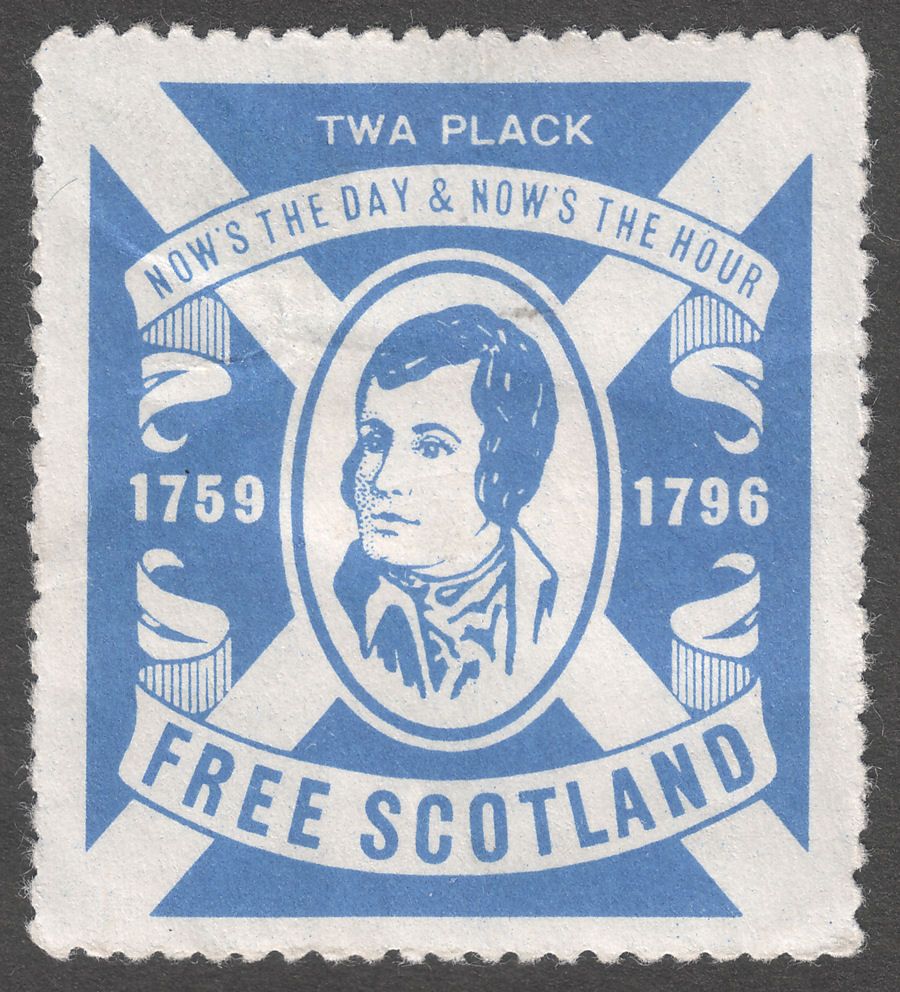 TWA PLACK
NOW'S THE DAY & NOW'S THE HOUR
1759 1796
FREE SCOTLAND